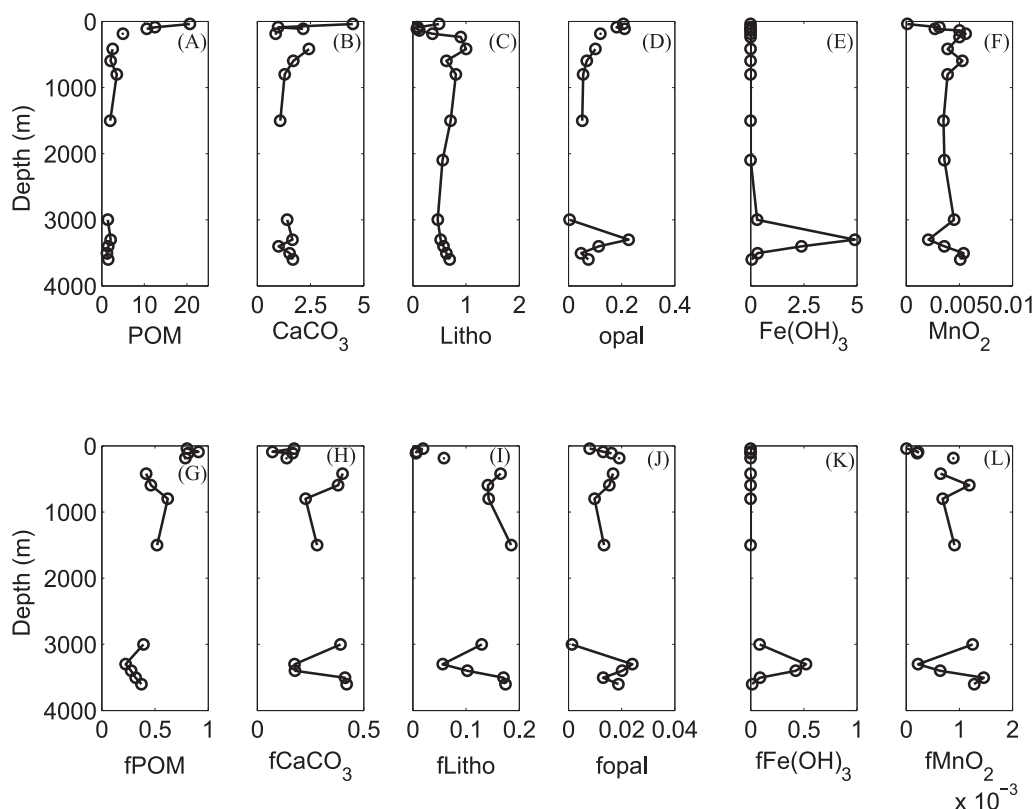 0
1000
2000
3000
4000
Depth (m)
(A)
(B)
(C)
(D)
(E)
(F)
0 10 20
0 2.5 5
0 1 2
0 0.2 0.4
0 2.5 5
0 0.0050.01
POM
CaCO3
Litho
opal
Fe(OH)3
MnO2
0
1000
2000
3000
4000
Depth (m)
(G)
(H)
(I)
(J)
(K)
(L)
0 0.5 1
0 0.5
0 0.1 0.2
0 0.02 0.04
0 1
0 1 2
fPOM
fCaCO3
fLitho
fopal
fFe(OH)3
fMnO2
x 10-3